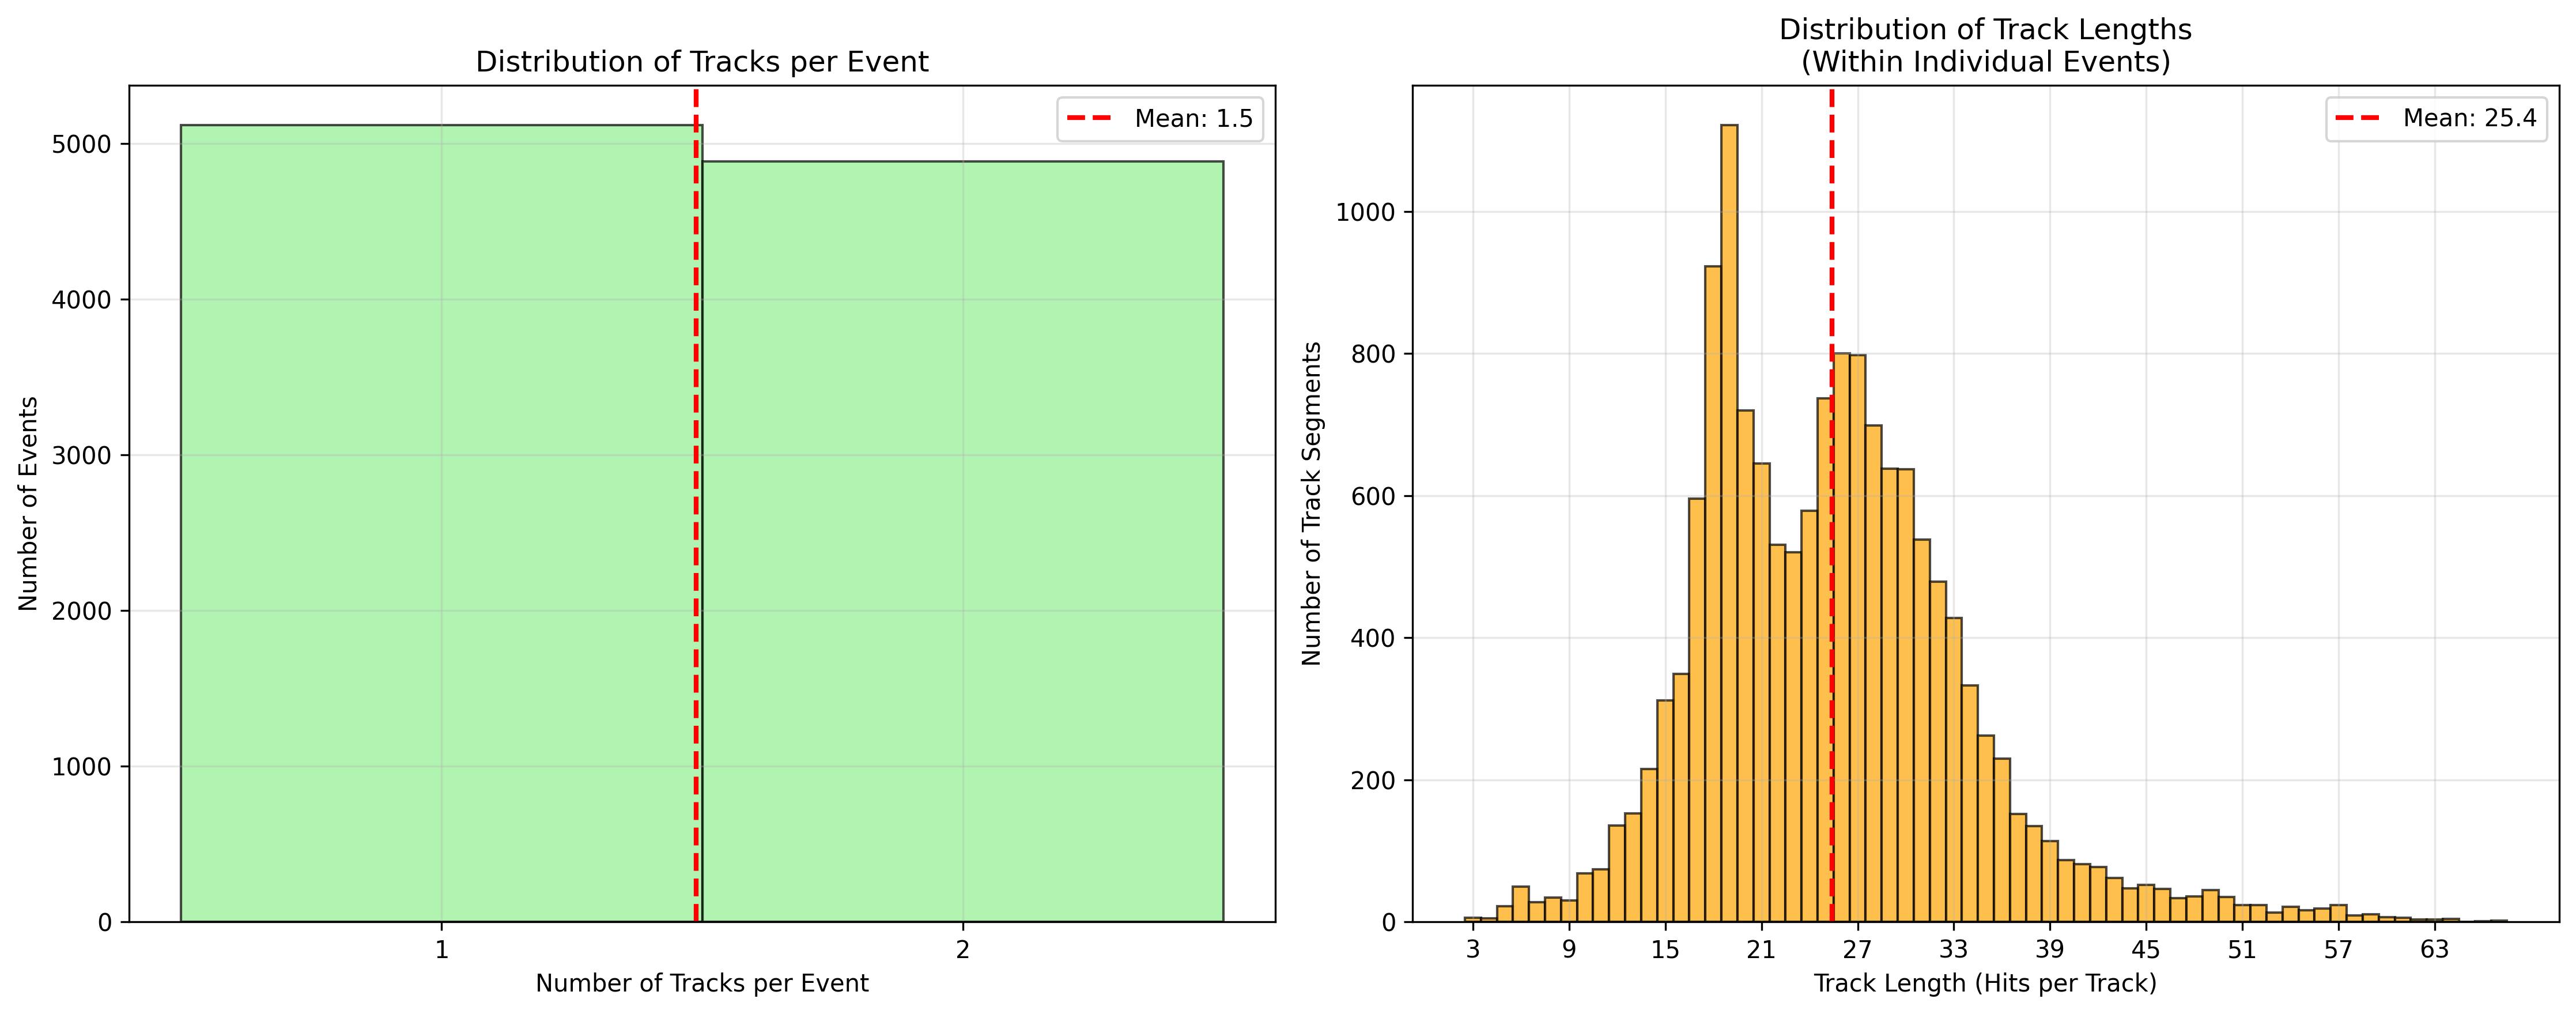 Distribution of Tracks per Event
Mean: 1.5
5000
4000
3000
2000
1000
0
Number of Events
1 2
Number of Tracks per Event
Distribution of Track Lengths
(Within Individual Events)
Mean: 25.4
1000
800
600
400
200
0
Number of Track Segments
3 9 15 21 27 33 39 45 51 57 63
Track Length (Hits per Track)